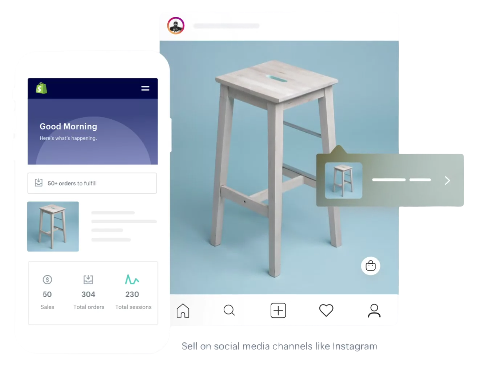 Good Morning
Here's what's happening.
50+ orders to fulfill
50
304
230
Sales
Total orders
Total sessions
Sell on social media channels like Instagram